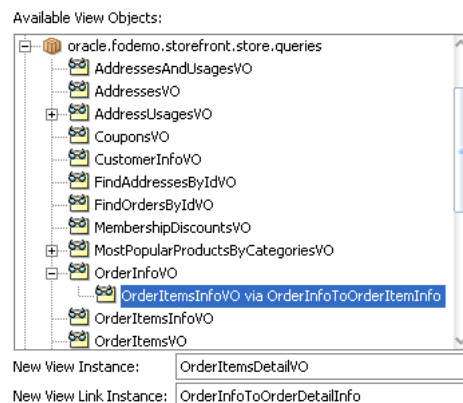 Available View Objects:
oracle.fodemo.storefront.store.queries
AddressesAndUsagesVO
AddressesVO
AddressUsagesVO
CouponsVO
CustomerInfoVO
FindAddressesByIdVO
FindOrdersByIdVO
MembershipDiscountsVO
MostPopularProductsByCategoriesVO
OrderInfoVO
OrderItemsInfoVO via OrderInfoToOrderItemInfo
OrderItemsInfoVO
OrderItemsVO
New View Instance: OrderItemsDetailVO
New View Link Instance: OrderInfoToOrderDetailInfo